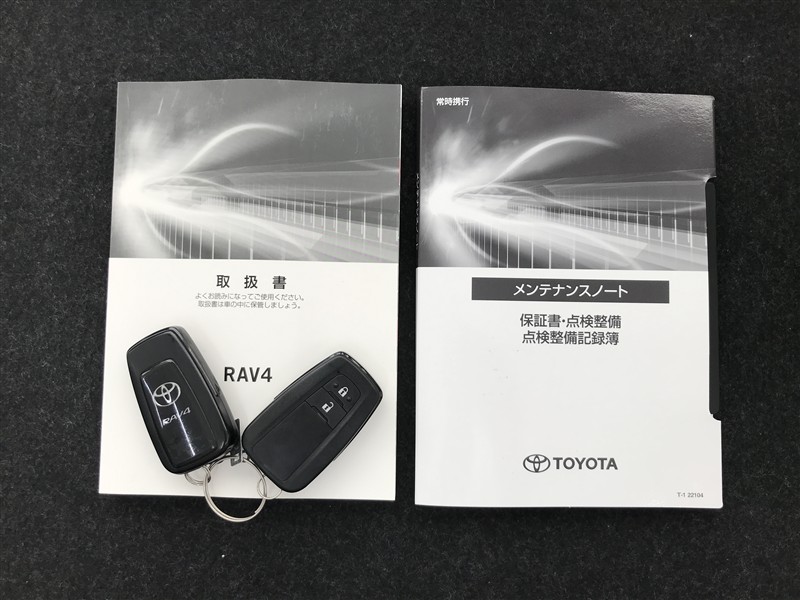 取扱書
よくお読みになってご使用ください。
取扱書は車の中に保管しましょう。
RAV4
RAV4
常時携行
メンテナンスノート
保証書・点検整備
点検整備記録簿
TOYOTA
T-1 22104